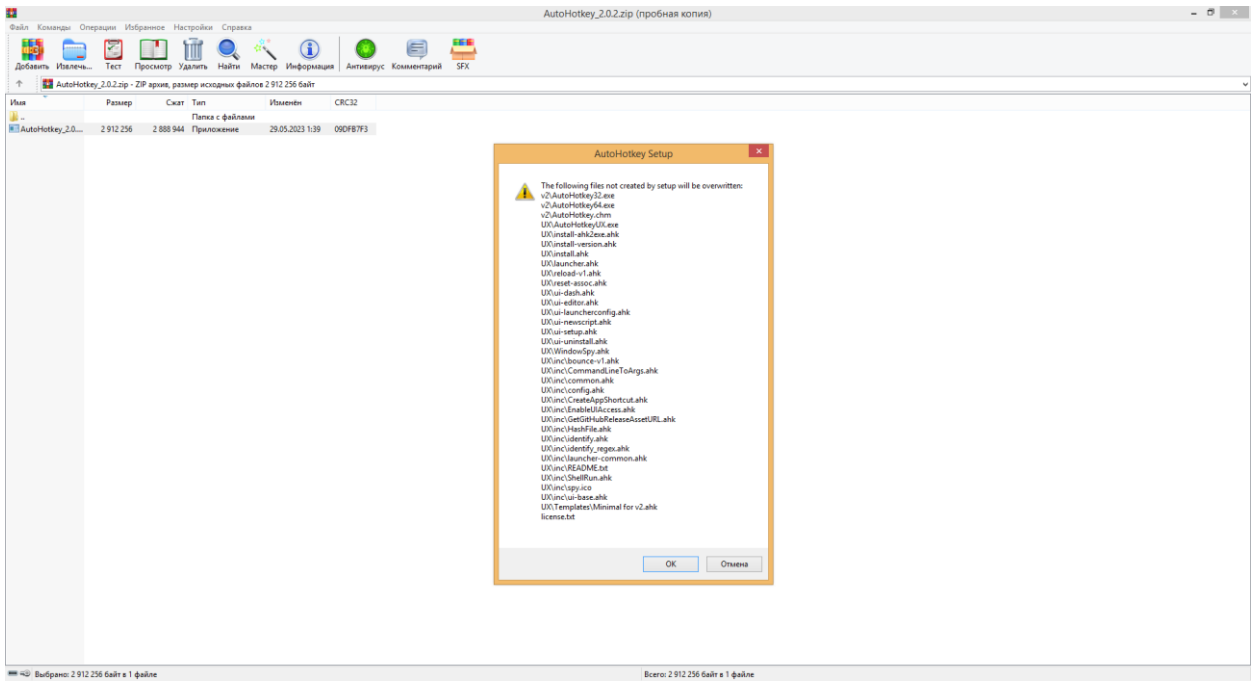 AutoHotkey_2.0.2.zip (пробная копия)
Файл Команды Операции Избранное Настройки Справка
Добавить Извлечь... Тест Просмотр Удалить Найти Мастер Информация Антивирус Комментарий SFX
AutoHotkey_2.0.2.zip - ZIP архив, размер исходных файлов 2 912 256 байт
Имя Размер Сжат Тип Изменён CRC32
.. Папка с файлами
AutoHotkey_2.0.... 2 912 256 2 888 944 Приложение 29.05.2023 1:39 09DFB7F3
AutoHotkey Setup
The following files not created by setup will be overwritten:
v2\AutoHotkey32.exe
v2\AutoHotkey64.exe
v2\AutoHotkey.chm
UX\AutoHotkeyUX.exe
UX\install-ahk2exe.ahk
UX\install-version.ahk
UX\install.ahk
UX\launcher.ahk
UX\reload-v1.ahk
UX\reset-assoc.ahk
UX\ui-dash.ahk
UX\ui-editor.ahk
UX\ui-launcherconfig.ahk
UX\ui-newscript.ahk
UX\ui-setup.ahk
UX\ui-uninstall.ahk
UX\WindowSpy.ahk
UX\inc\bounce-v1.ahk
UX\inc\CommandLineToArgs.ahk
UX\inc\common.ahk
UX\inc\config.ahk
UX\inc\CreateAppShortcut.ahk
UX\inc\EnableUIAccess.ahk
UX\inc\GetGitHubReleaseAssetURL.ahk
UX\inc\HashFile.ahk
UX\inc\identify.ahk
UX\inc\identify_regex.ahk
UX\inc\launcher-common.ahk
UX\inc\README.txt
UX\inc\ShellRun.ahk
UX\inc\spy.ico
UX\inc\ui-base.ahk
UX\Templates\Minimal for v2.ahk
license.txt
OK Отмена
Выбрано: 2 912 256 байт в 1 файле Всего: 2 912 256 байт в 1 файле